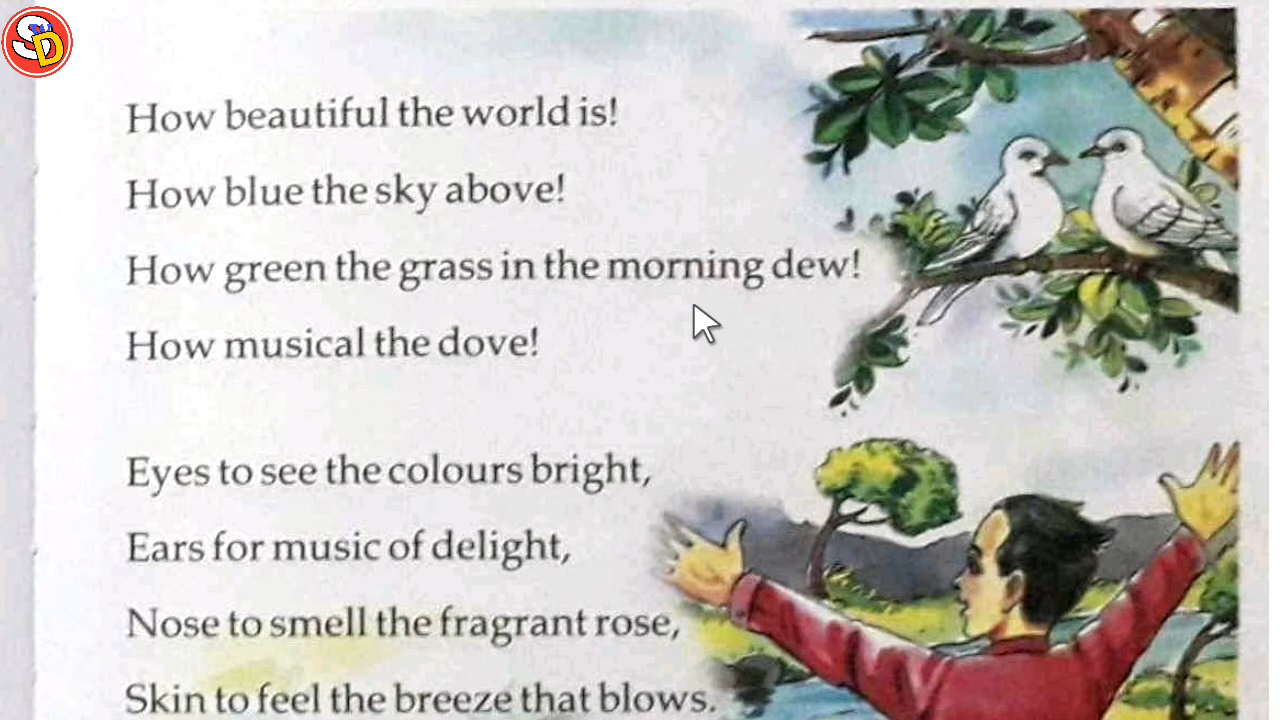 SD
How beautiful the world is!
How blue the sky above!
How green the grass in the morning dew!
How musical the dove!
Eyes to see the colours bright,
Ears for music of delight,
Nose to smell the fragrant rose,
Skin to feel the breeze that blows.